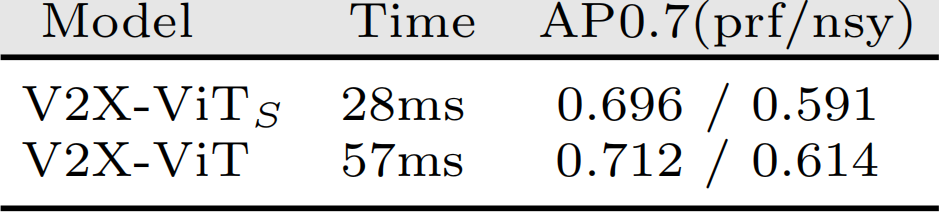 Model Time AP0.7(prf/nsy)
V2X-ViT_S 28ms 0.696 / 0.591
V2X-ViT 57ms 0.712 / 0.614